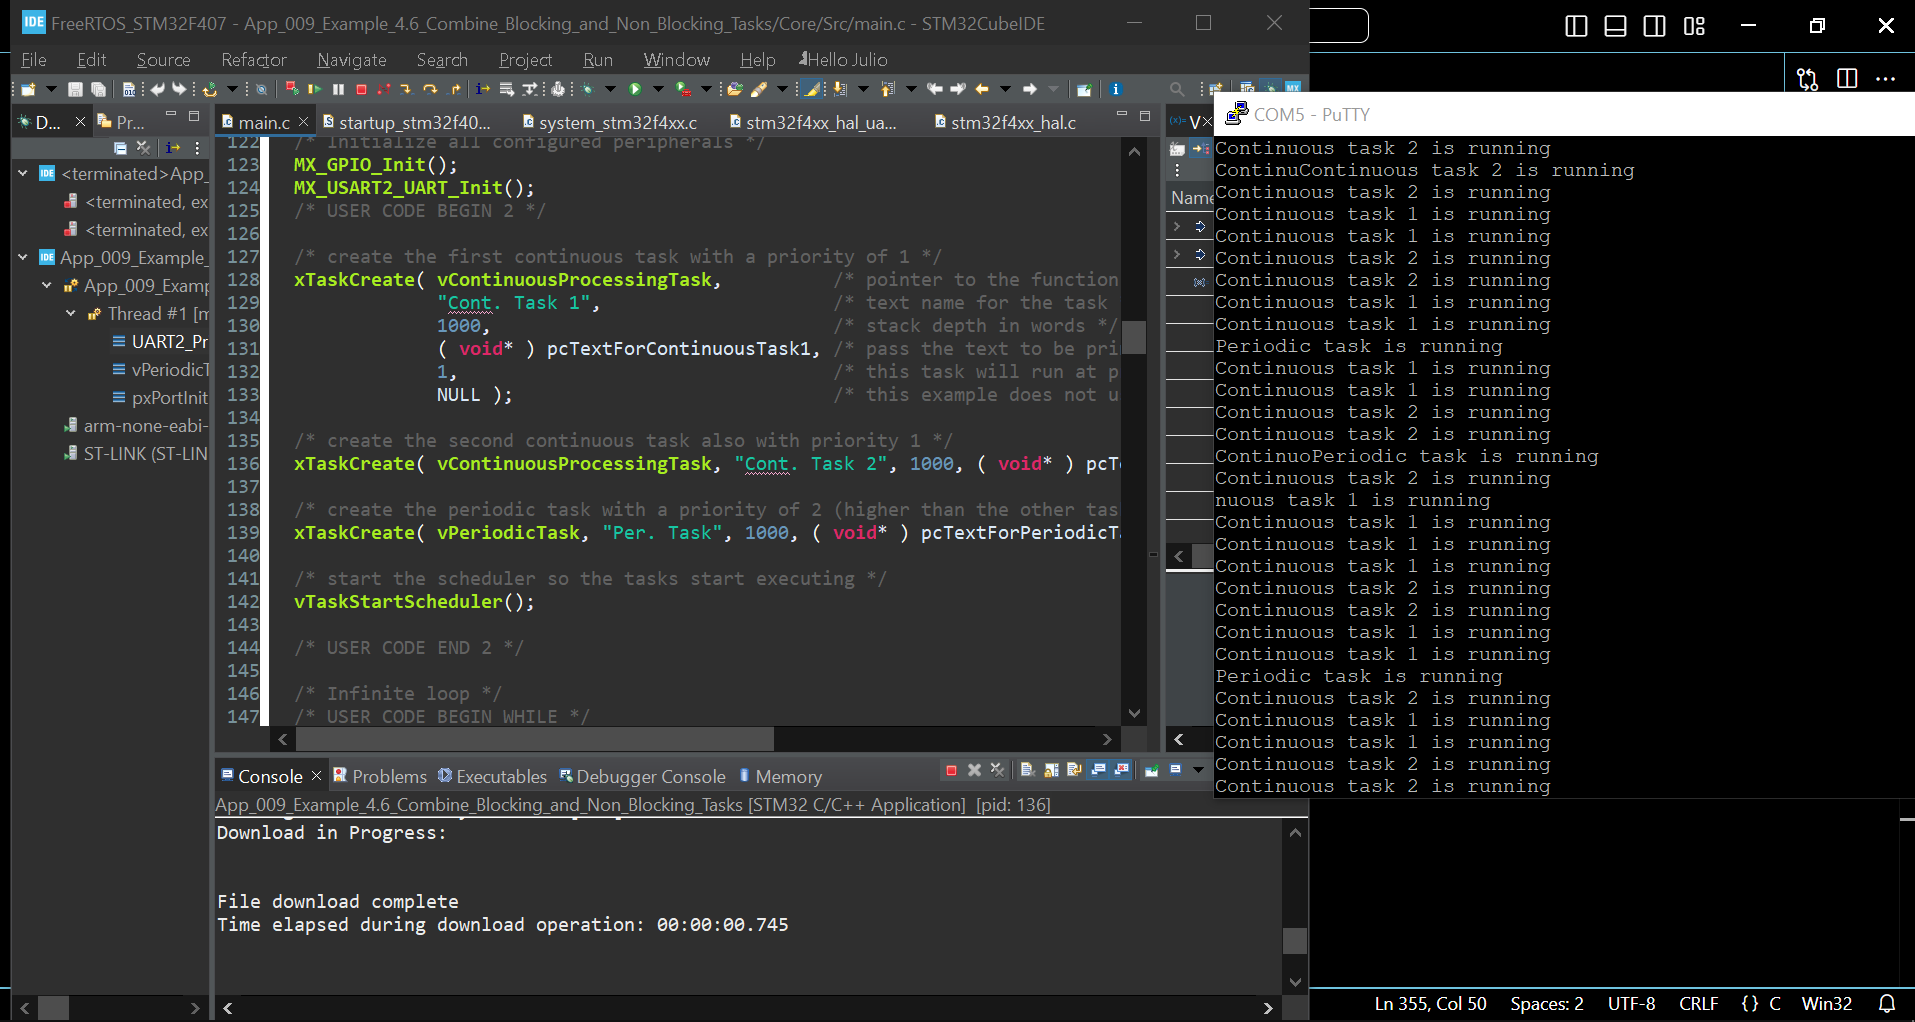 IDE FreeRTOS_STM32F407 - App_009_Example_4.6_Combine_Blocking_and_Non_Blocking_Tasks/Core/Src/main.c - STM32CubeIDE
File Edit Source Refactor Navigate Search Project Run Window Help Hello Julio
D... Pr...
main.c startup_stm32f40... system_stm32f4xx.c stm32f4xx_hal_ua... stm32f4xx_hal.c
<terminated>App_
<terminated, ex
<terminated, ex
App_009_Example_
App_009_Examp
Thread #1 [m
UART2_Pr
vPeriodicT
pxPortInit
arm-none-eabi-
ST-LINK (ST-LIN
122 /* Initialize all configured peripherals */
123 MX_GPIO_Init();
124 MX_USART2_UART_Init();
125 /* USER CODE BEGIN 2 */
126
127 /* create the first continuous task with a priority of 1 */
128 xTaskCreate( vContinuousProcessingTask, /* pointer to the function
129 "Cont. Task 1", /* text name for the task
130 1000, /* stack depth in words */
131 ( void* ) pcTextForContinuousTask1, /* pass the text to be pri
132 1, /* this task will run at p
133 NULL ); /* this example does not u
134
135 /* create the second continuous task also with priority 1 */
136 xTaskCreate( vContinuousProcessingTask, "Cont. Task 2", 1000, ( void* ) pcT
137
138 /* create the periodic task with a priority of 2 (higher than the other tas
139 xTaskCreate( vPeriodicTask, "Per. Task", 1000, ( void* ) pcTextForPeriodicT
140
141 /* start the scheduler so the tasks start executing */
142 vTaskStartScheduler();
143
144 /* USER CODE END 2 */
145
146 /* Infinite loop */
147 /* USER CODE BEGIN WHILE */
V
Name
COM5 - PuTTY
Continuous task 2 is running
ContinuContinuous task 2 is running
Continuous task 2 is running
Continuous task 1 is running
Continuous task 1 is running
Continuous task 2 is running
Continuous task 2 is running
Continuous task 1 is running
Continuous task 1 is running
Periodic task is running
Continuous task 1 is running
Continuous task 1 is running
Continuous task 2 is running
Continuous task 2 is running
ContinuoPeriodic task is running
Continuous task 2 is running
nuous task 1 is running
Continuous task 1 is running
Continuous task 1 is running
Continuous task 1 is running
Continuous task 2 is running
Continuous task 2 is running
Continuous task 1 is running
Continuous task 1 is running
Periodic task is running
Continuous task 2 is running
Continuous task 1 is running
Continuous task 1 is running
Continuous task 2 is running
Continuous task 2 is running
Console Problems Executables Debugger Console Memory
App_009_Example_4.6_Combine_Blocking_and_Non_Blocking_Tasks [STM32 C/C++ Application] [pid: 136]
Download in Progress:
File download complete
Time elapsed during download operation: 00:00:00.745
Ln 355, Col 50 Spaces: 2 UTF-8 CRLF {} C Win32